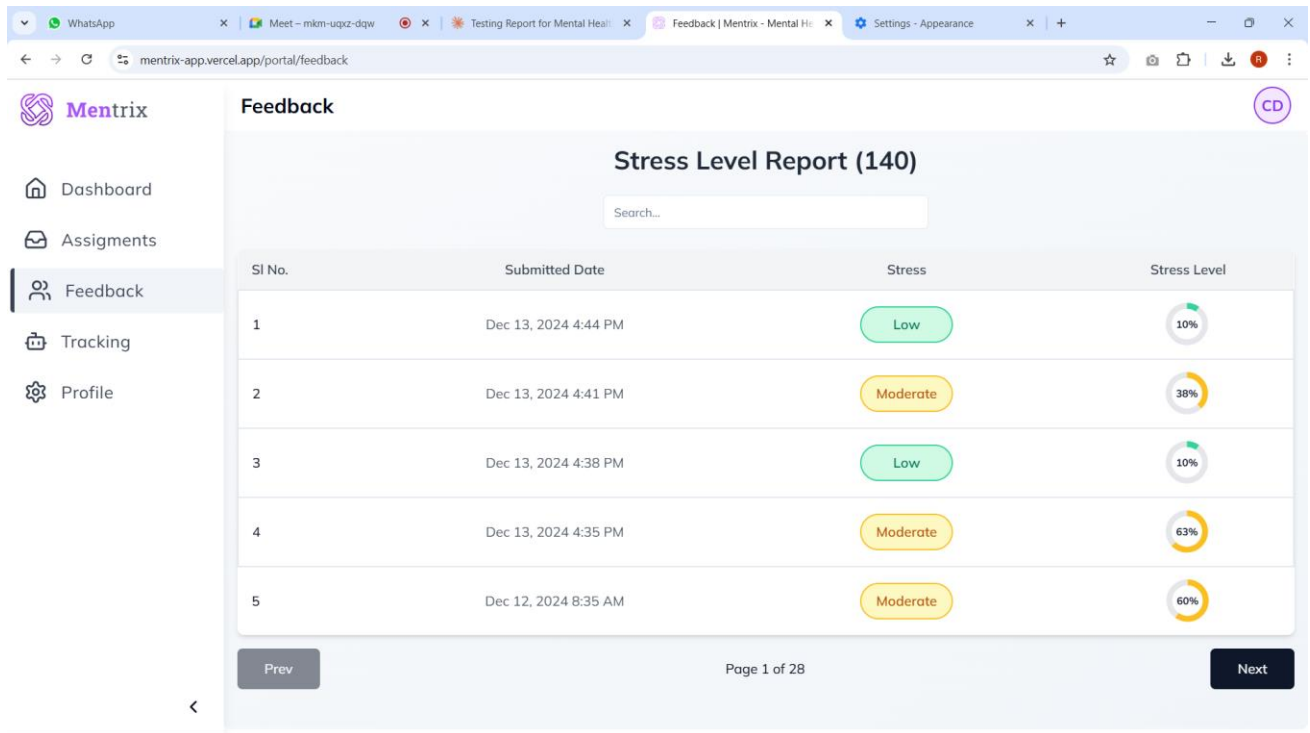 WhatsApp
Meet – mkm-uqxz-dqw
Testing Report for Mental Healt
Feedback | Mentrix - Mental He
Settings - Appearance
mentrix-app.vercel.app/portal/feedback
R
Mentrix
Feedback
CD
Dashboard
Assigments
Feedback
Tracking
Profile
Stress Level Report (140)
Search...
Sl No. Submitted Date Stress Stress Level
1 Dec 13, 2024 4:44 PM Low 10%
2 Dec 13, 2024 4:41 PM Moderate 38%
3 Dec 13, 2024 4:38 PM Low 10%
4 Dec 13, 2024 4:35 PM Moderate 63%
5 Dec 12, 2024 8:35 AM Moderate 60%
Prev Page 1 of 28 Next